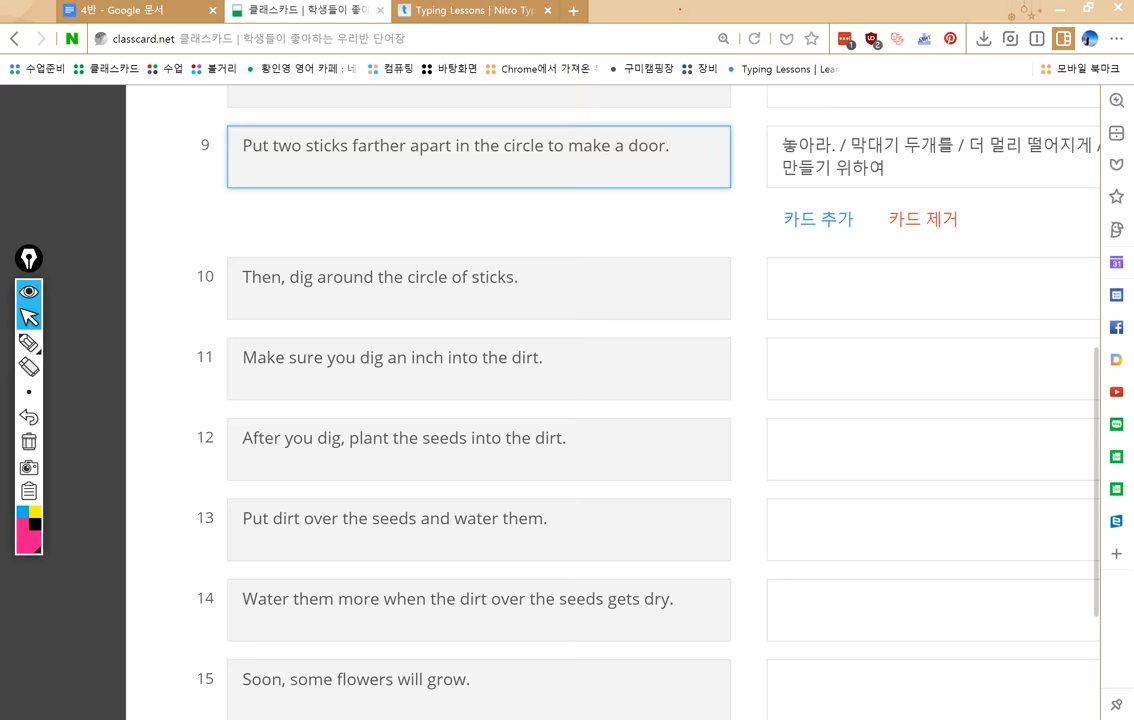 4반 - Google 문서
클래스카드 | 학생들이 좋아
Typing Lessons | Nitro Typ
classcard.net 클래스카드 | 학생들이 좋아하는 우리반 단어장
수업준비 클래스카드 수업 볼거리 황인영 영어 카페 : 네 컴퓨팅 바탕화면 Chrome에서 가져온 구미캠핑장 장비 Typing Lessons | Lear 모바일 북마크
9 Put two sticks farther apart in the circle to make a door.
놓아라. / 막대기 두개를 / 더 멀리 떨어지게 /
만들기 위하여
카드 추가 카드 제거
10 Then, dig around the circle of sticks.
11 Make sure you dig an inch into the dirt.
12 After you dig, plant the seeds into the dirt.
13 Put dirt over the seeds and water them.
14 Water them more when the dirt over the seeds gets dry.
15 Soon, some flowers will grow.